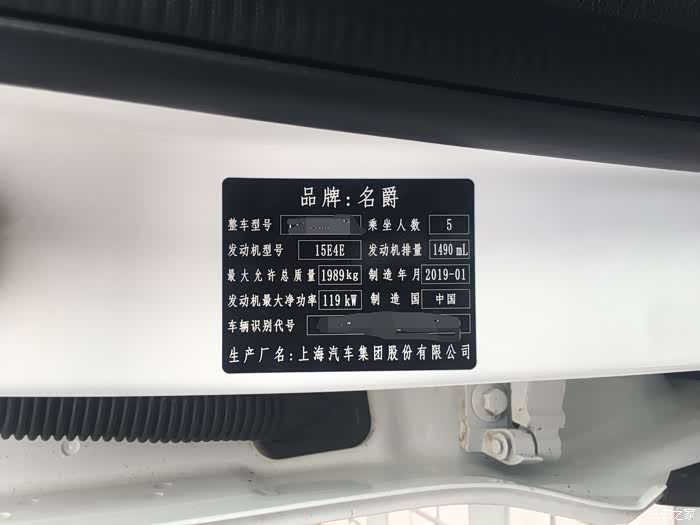 品牌:名爵
整车型号 乘坐人数 5
发动机型号 15E4E 发动机排量 1490 mL
最大允许总质量 1989kg 制造年月 2019-01
发动机最大净功率 119 kW 制造国 中国
车辆识别代号
生产厂名:上海汽车集团股份有限公司
之家